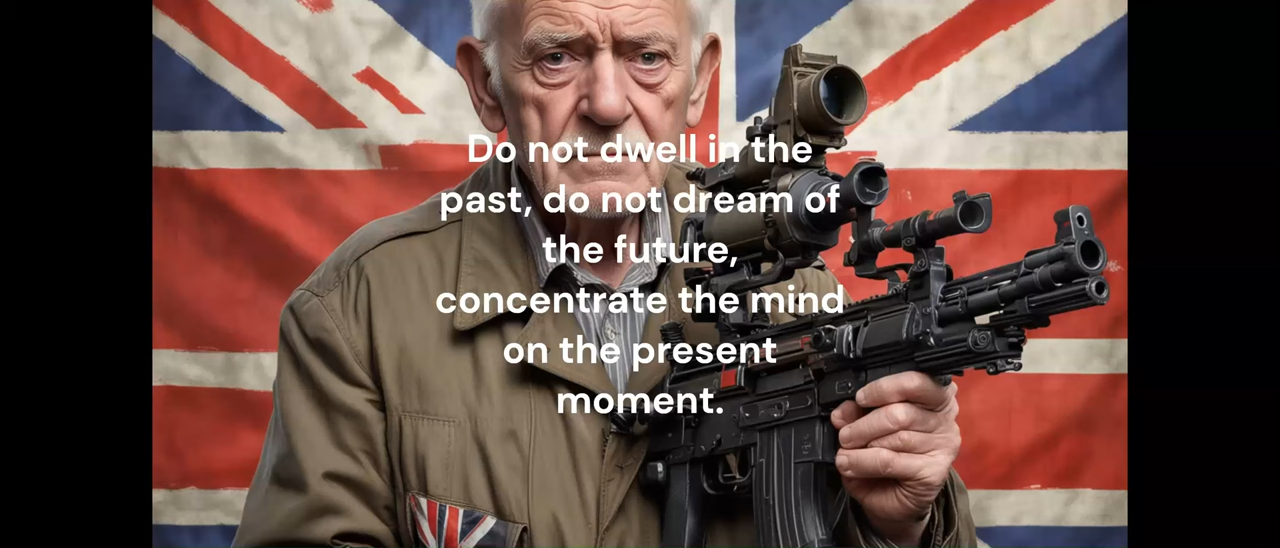 Do not dwell in the
past, do not dream of
the future,
concentrate the mind
on the present
moment.